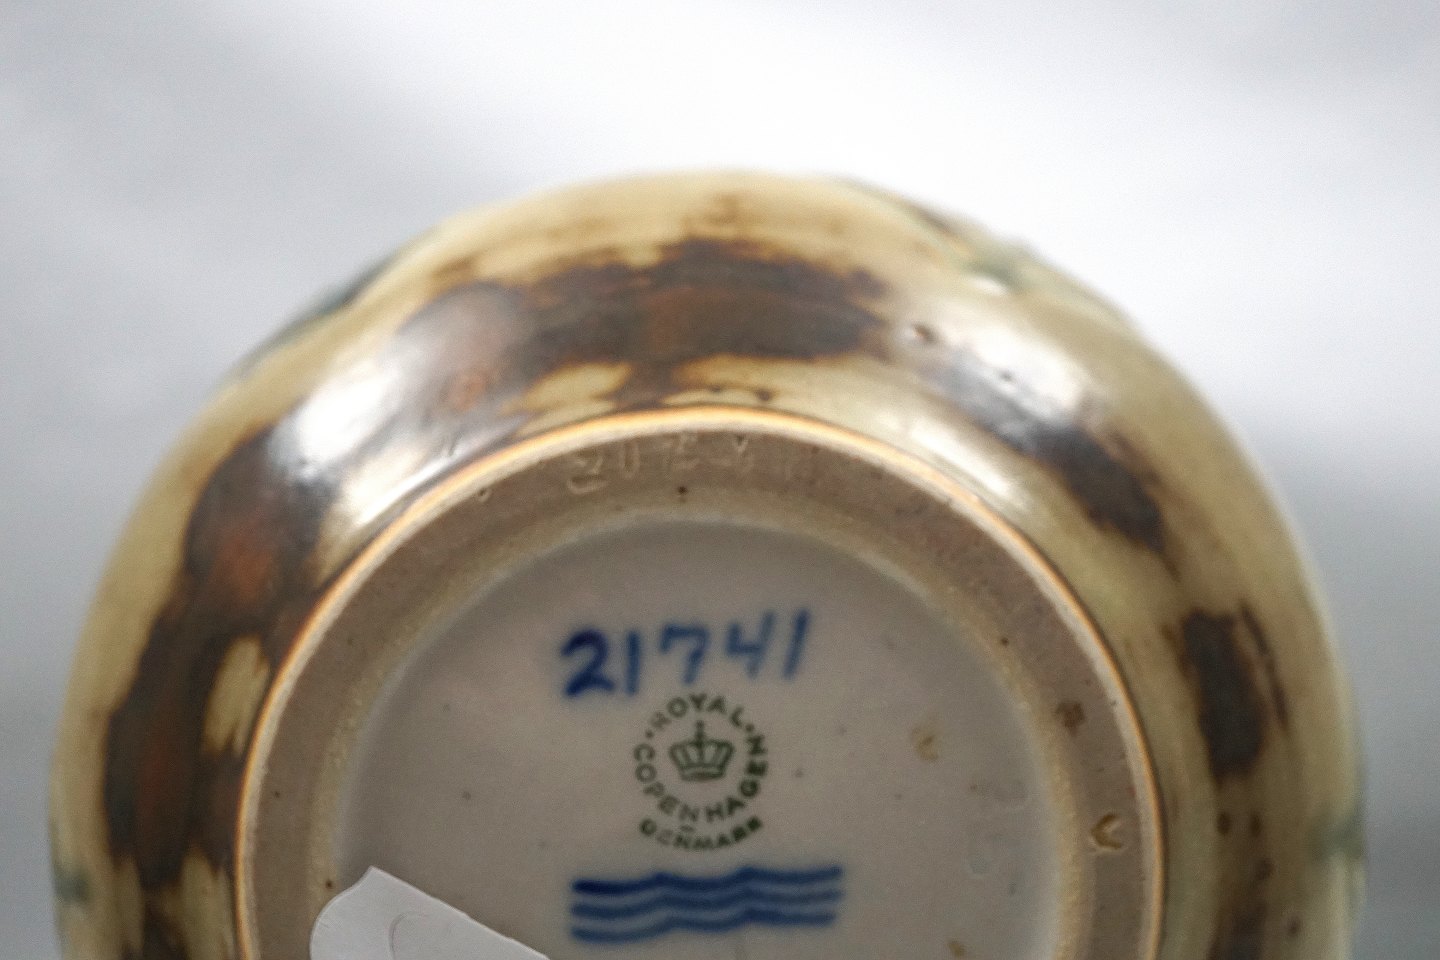 21741
ROYAL
COPENHAGEN
DENMARK